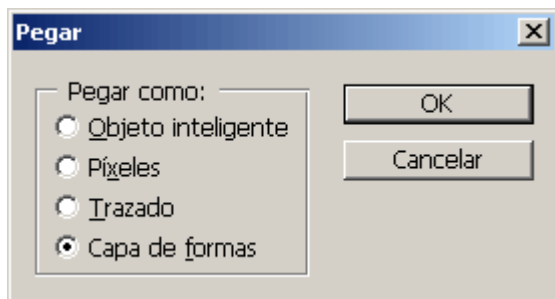 Pegar
Pegar como:
Objeto inteligente
Píxeles
Trazado
Capa de formas
OK
Cancelar